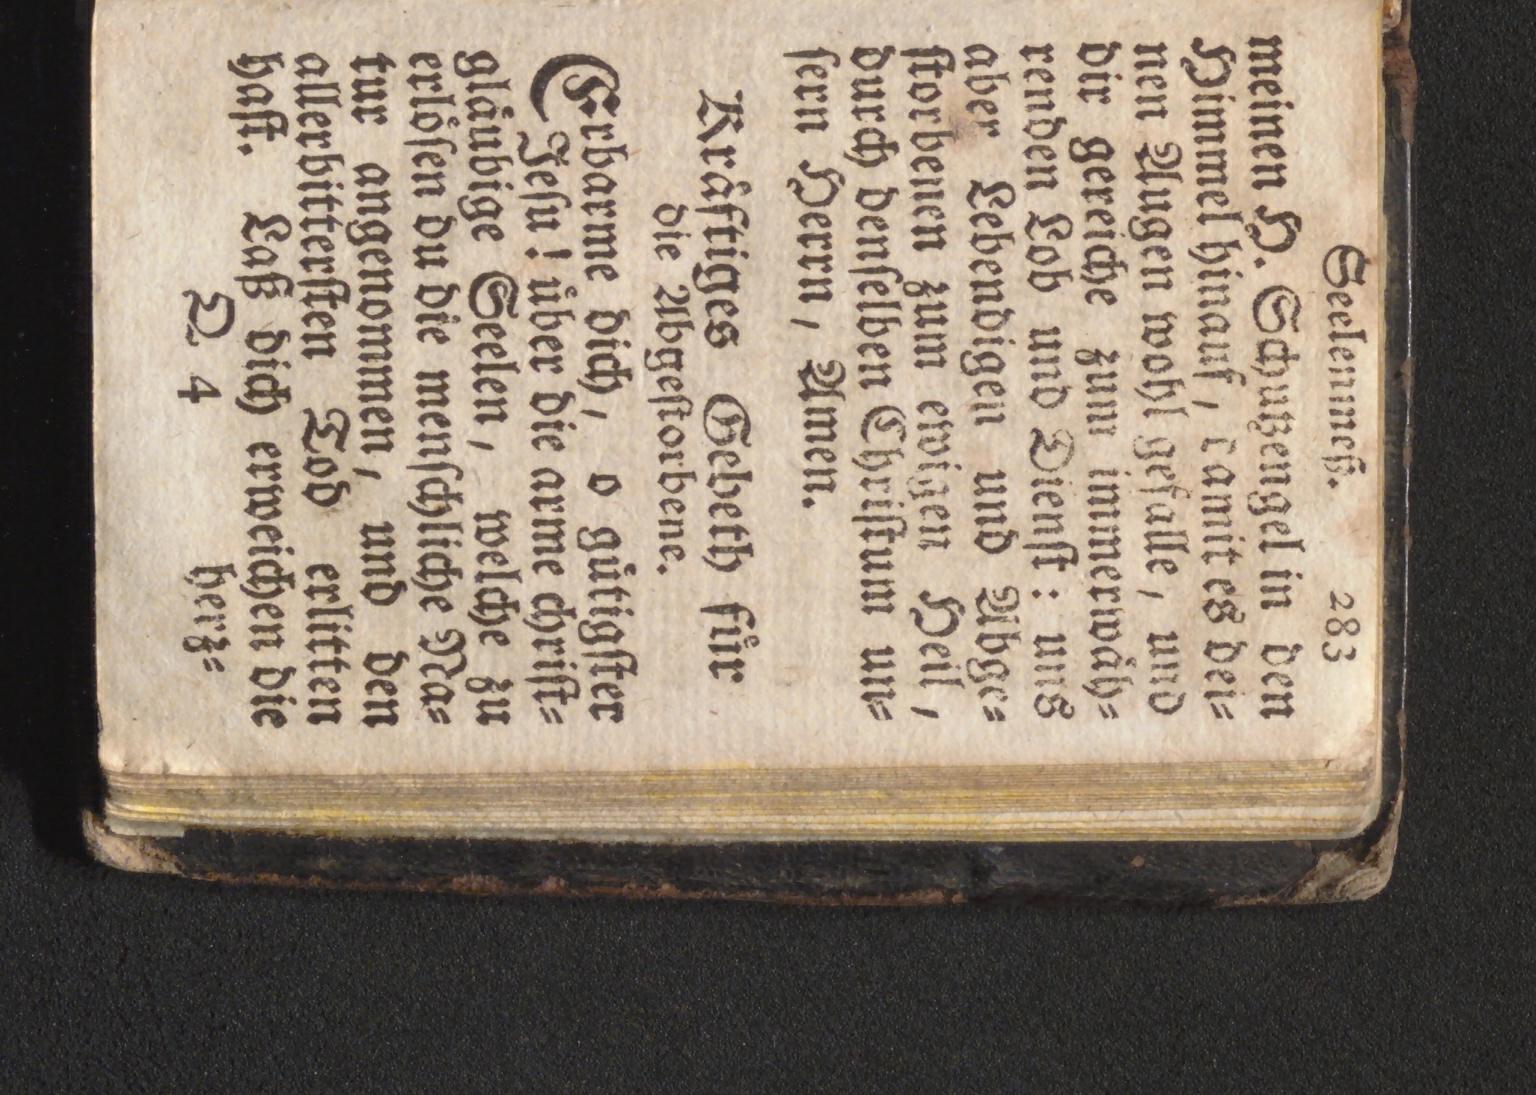 Seelenmeß. 283
meinen H. Schutzengel in den
Himmel hinauf, damit es dei=
nen Augen wohl gefalle, und
dir gereiche zum immerwäh=
renden Lob und Dienst: uns
aber Lebendigen und Abge=
storbenen zum ewigen Heil,
durch denselben Christum un=
sern Herrn, Amen.
Kräftiges Gebeth für
die Abgestorbene.
Erbarme dich, o gütigster
Jesu! über die arme christ=
gläubige Seelen, welche zu
erlösen du die menschliche Na=
tur angenommen, und den
allerbittersten Tod erlitten
hast. Laß dich erweichen die
N 4 herz=